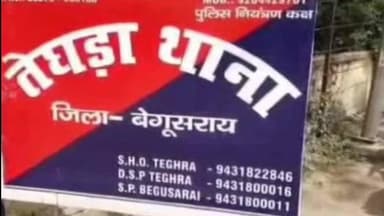 पुलिस नियंत्रण कक्ष
तेघड़ा थाना
जिला- बेगूसराय
S.H.O. TEGHRA - 9431822846
D.S.P TEGHRA - 9431800016
S.P. BEGUSARAI - 9431800011